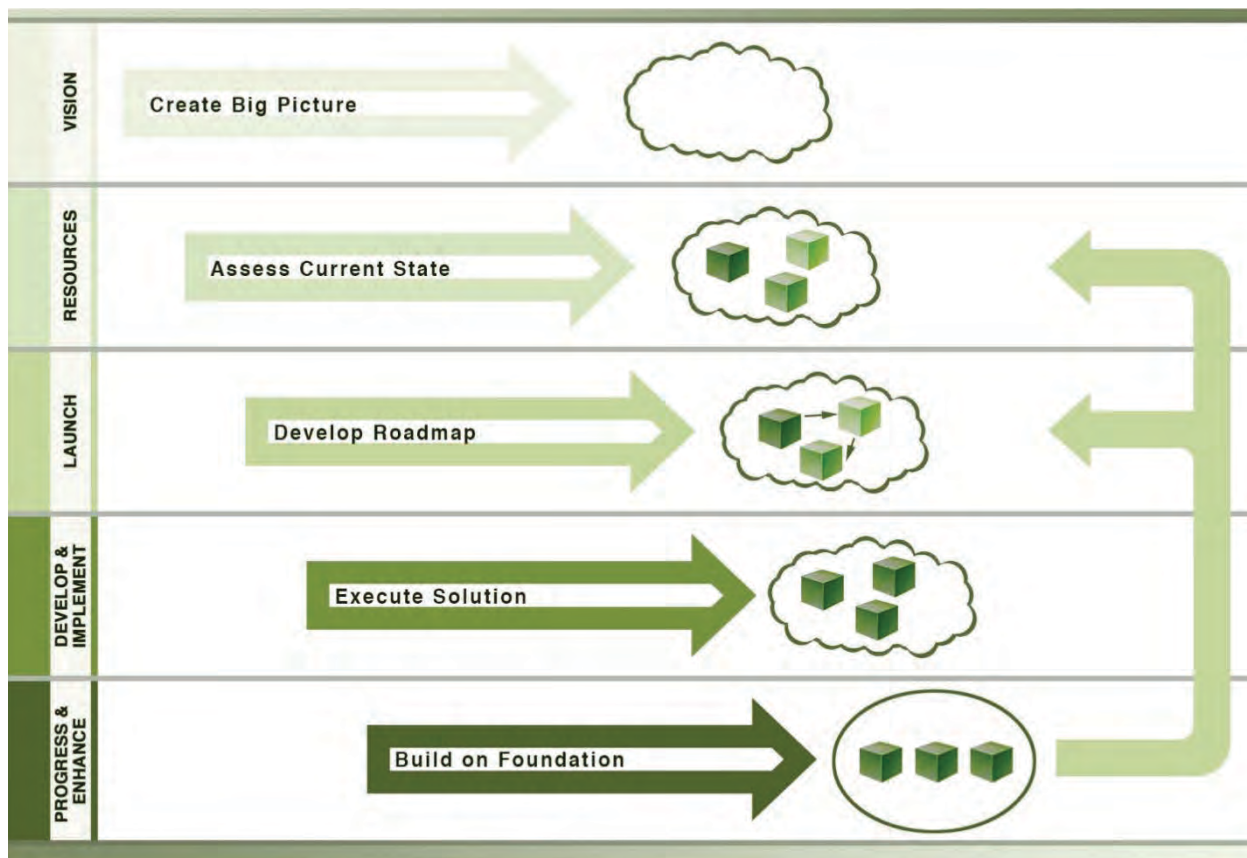 VISION
Create Big Picture
RESOURCES
Assess Current State
LAUNCH
Develop Roadmap
DEVELOP &
IMPLEMENT
Execute Solution
PROGRESS &
ENHANCE
Build on Foundation